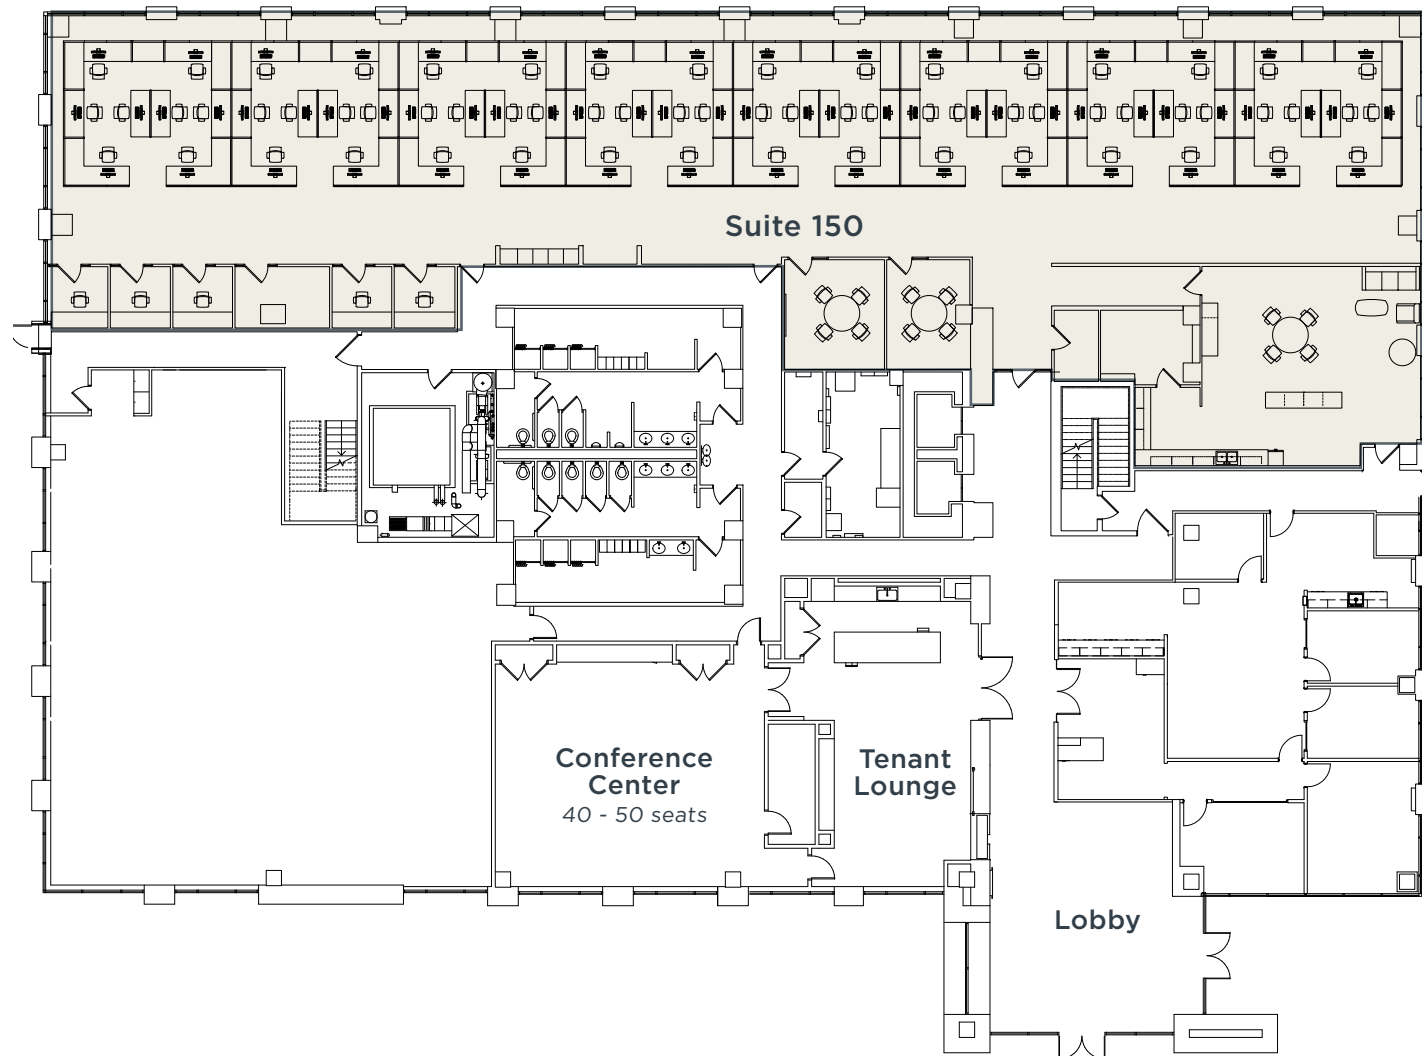 Suite 150
Conference
Center
40 - 50 seats
Tenant
Lounge
Lobby